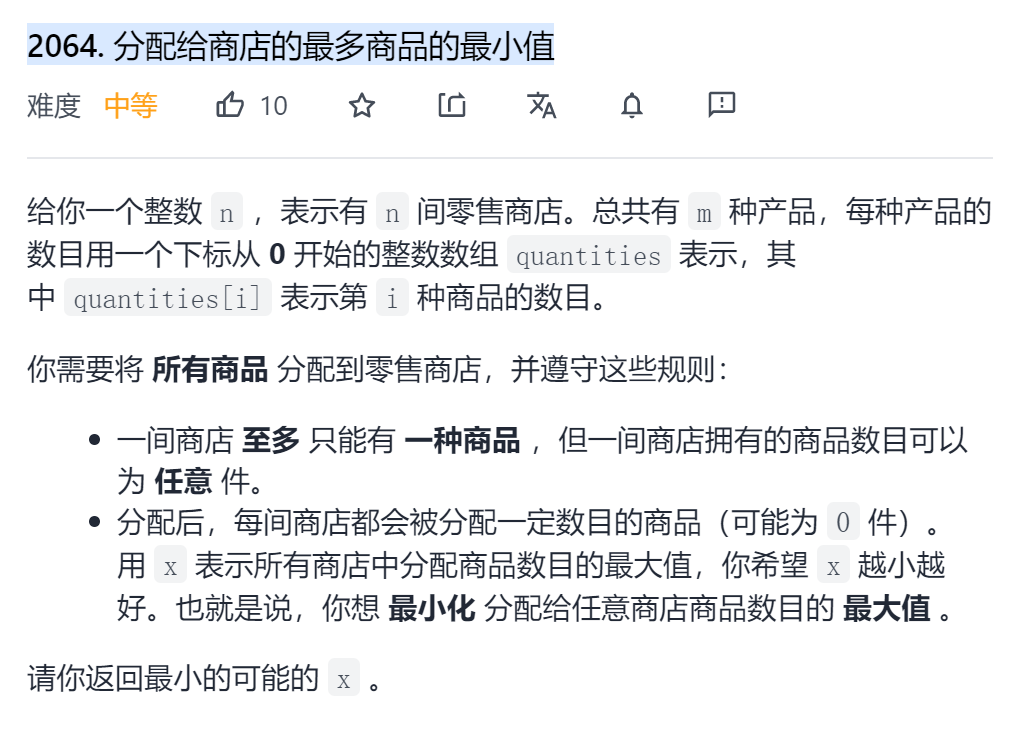 2064. 分配给商店的最多商品的最小值
难度 中等 10
给你一个整数 n ，表示有 n 间零售商店。总共有 m 种产品，每种产品的
数目用一个下标从 0 开始的整数数组 quantities 表示，其
中 quantities[i] 表示第 i 种商品的数目。
你需要将 所有商品 分配到零售商店，并遵守这些规则：
• 一间商店 至多 只能有 一种商品 ，但一间商店拥有的商品数目可以
为 任意 件。
• 分配后，每间商店都会被分配一定数目的商品（可能为 0 件）。
用 x 表示所有商店中分配商品数目的最大值，你希望 x 越小越
好。也就是说，你想 最小化 分配给任意商店商品数目的 最大值 。
请你返回最小的可能的 x 。